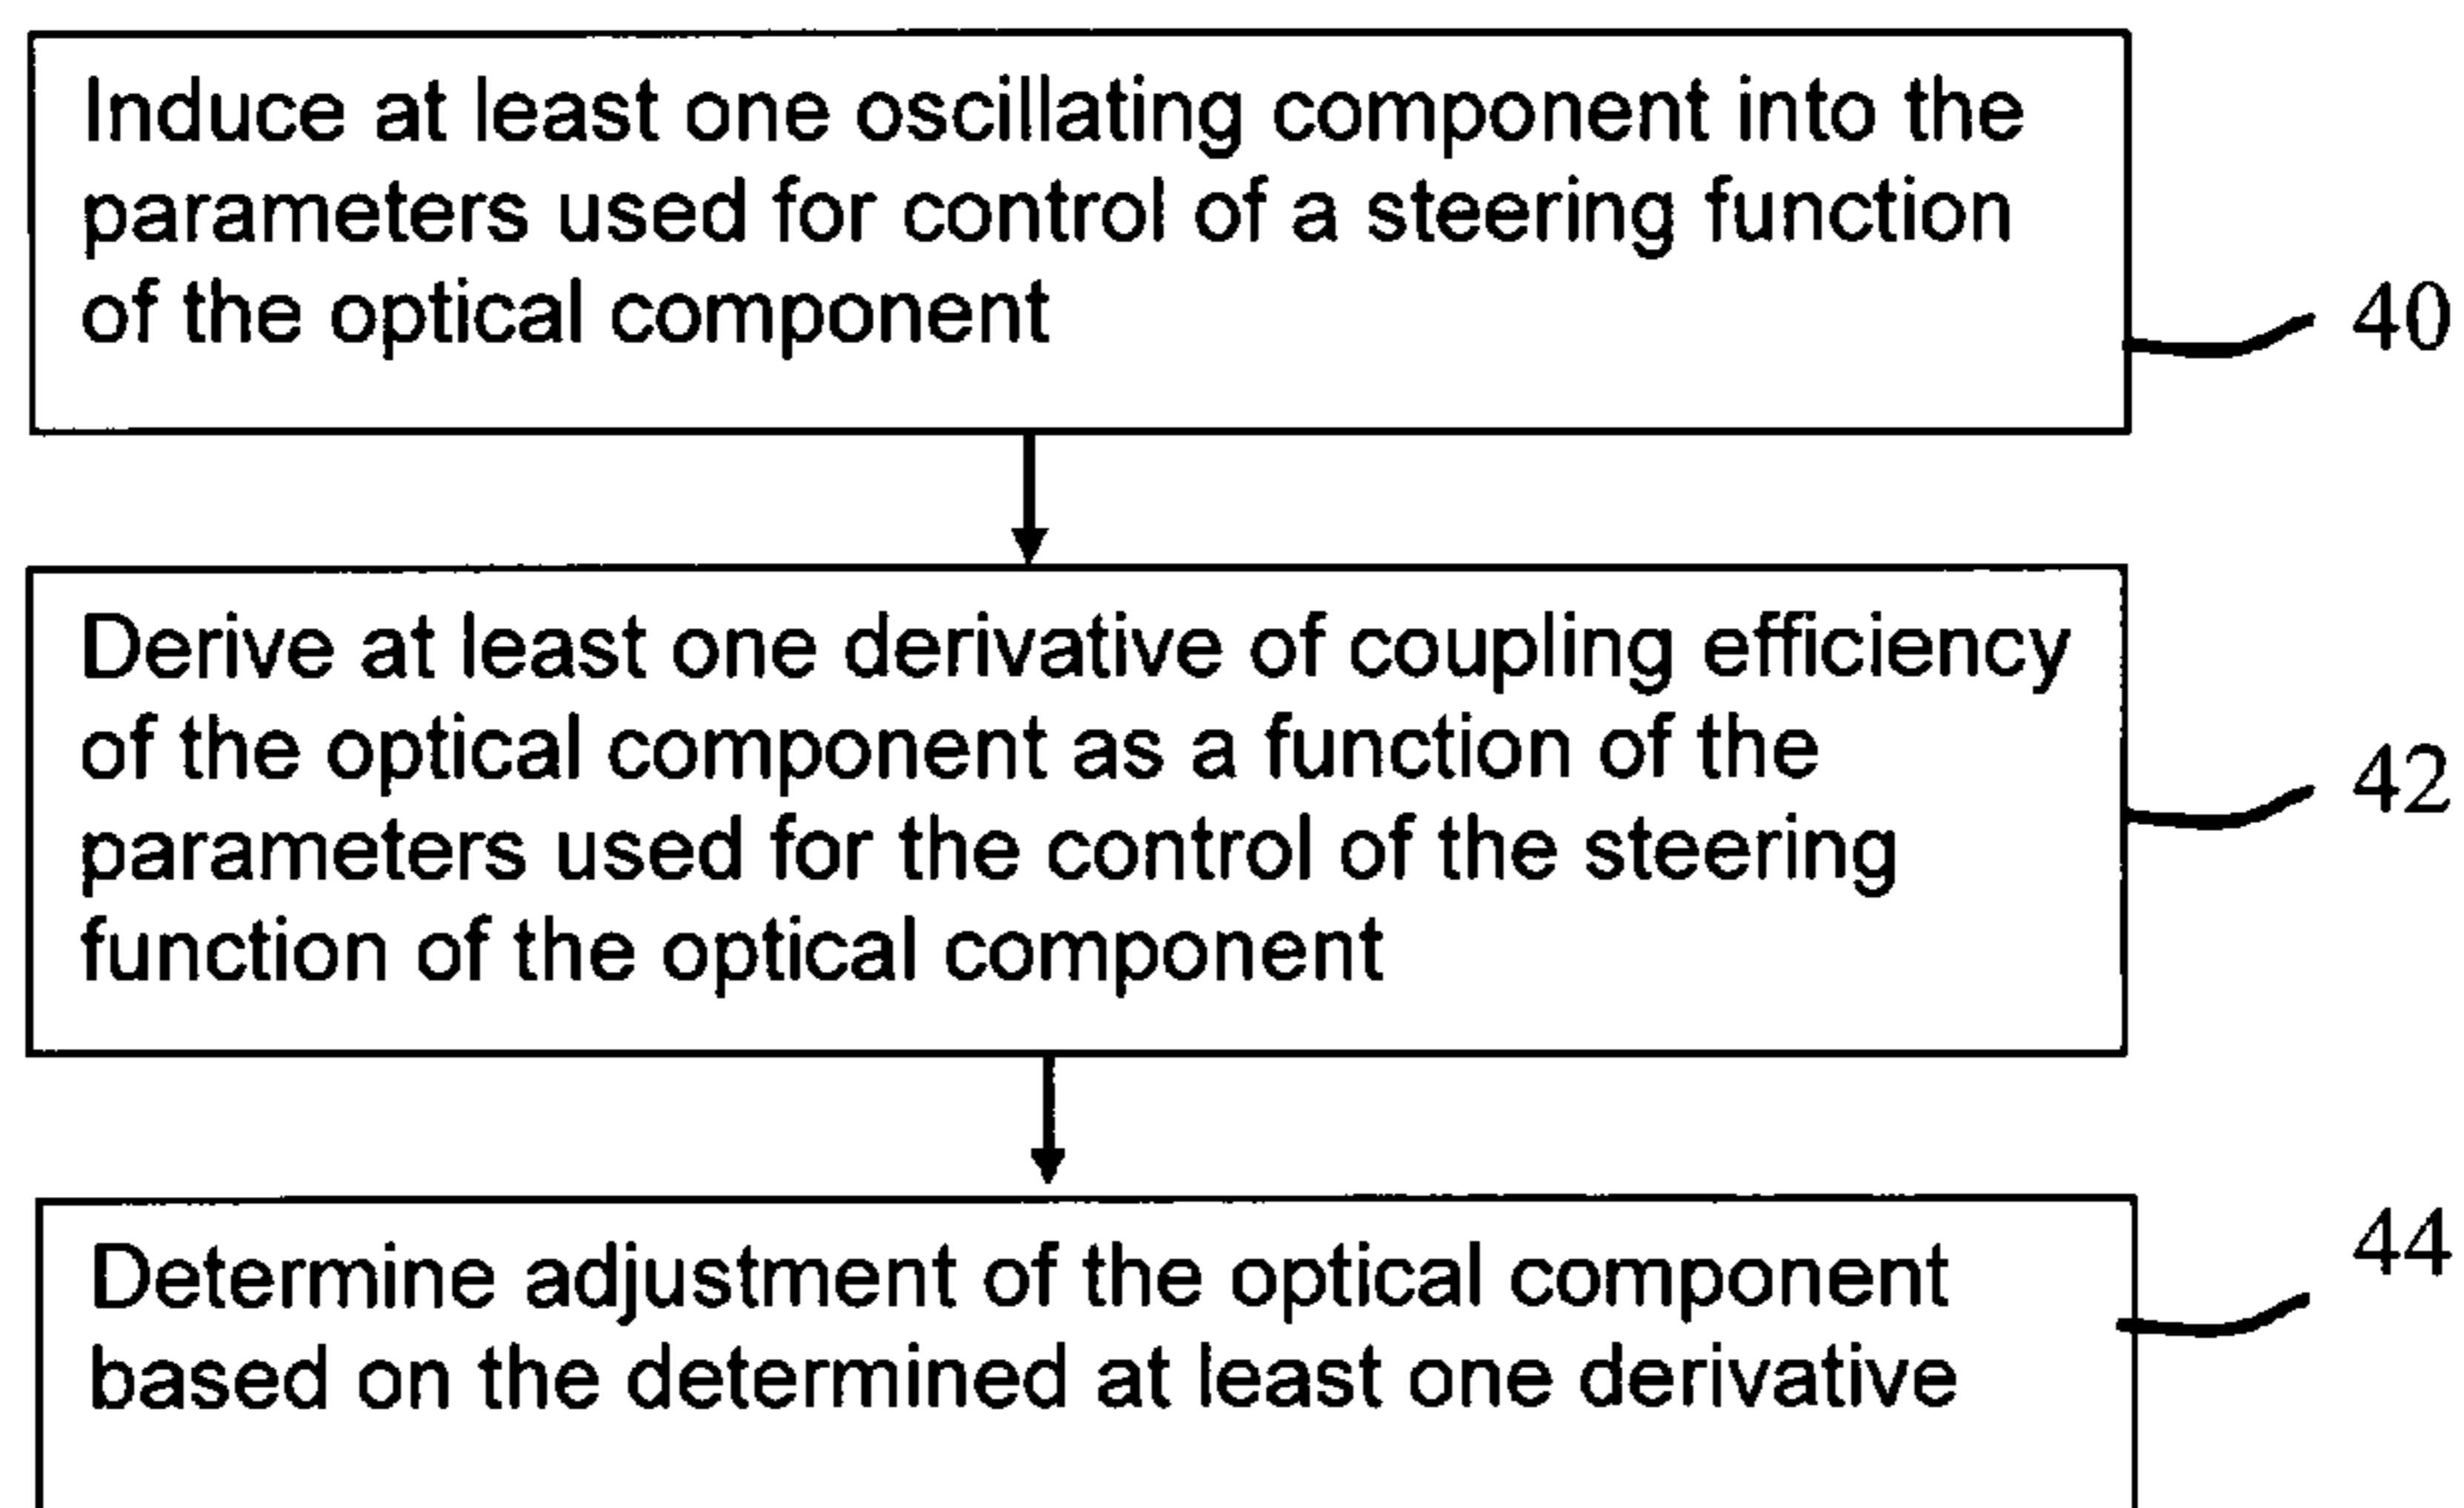 Induce at least one oscillating component into the
parameters used for control of a steering function
of the optical component
40
Derive at least one derivative of coupling efficiency
of the optical component as a function of the
parameters used for the control of the steering
function of the optical component
42
Determine adjustment of the optical component
based on the determined at least one derivative
44